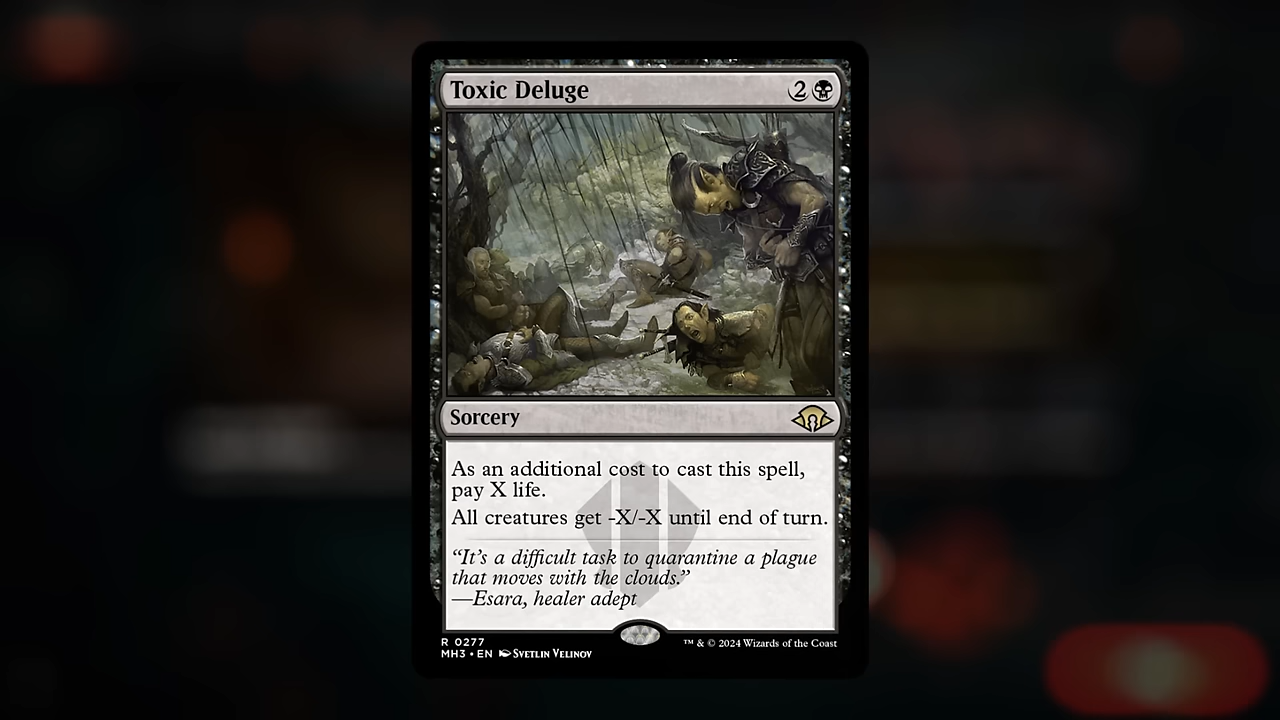 Toxic Deluge 2
Sorcery
As an additional cost to cast this spell,
pay X life.
All creatures get -X/-X until end of turn.
“It’s a difficult task to quarantine a plague
that moves with the clouds.”
—Esara, healer adept
R 0277
MH3 • EN Svetlin Velinov
™ & © 2024 Wizards of the Coast